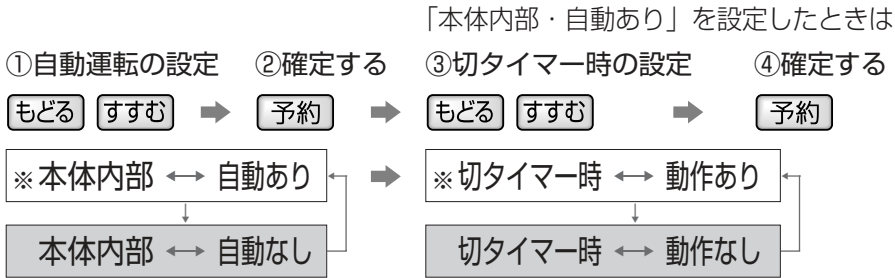 「本体内部・自動あり」を設定したときは
①自動運転の設定 ②確定する ③切タイマー時の設定 ④確定する
もどる すすむ 予約 もどる すすむ 予約
※本体内部 ↔ 自動あり ※切タイマー時 ↔ 動作あり
本体内部 ↔ 自動なし 切タイマー時 ↔ 動作なし